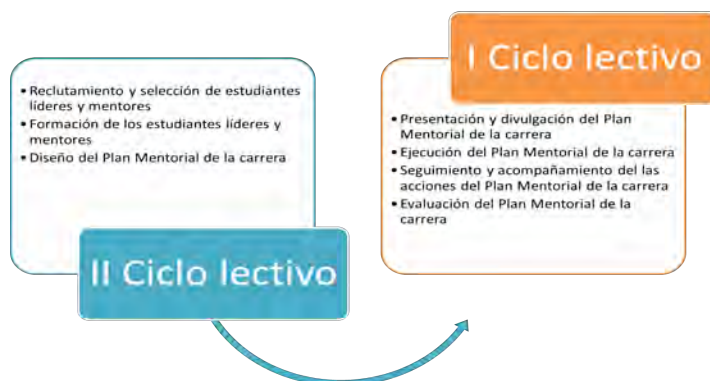 • Reclutamiento y selección de estudiantes
líderes y mentores
• Formación de los estudiantes líderes y
mentores
• Diseño del Plan Mentorial de la carrera
II Ciclo lectivo
I Ciclo lectivo
• Presentación y divulgación del Plan
Mentorial de la carrera
• Ejecución del Plan Mentorial de la carrera
• Seguimiento y acompañamiento del las
acciones del Plan Mentorial de la carrera
• Evaluación del Plan Mentorial de la
carrera